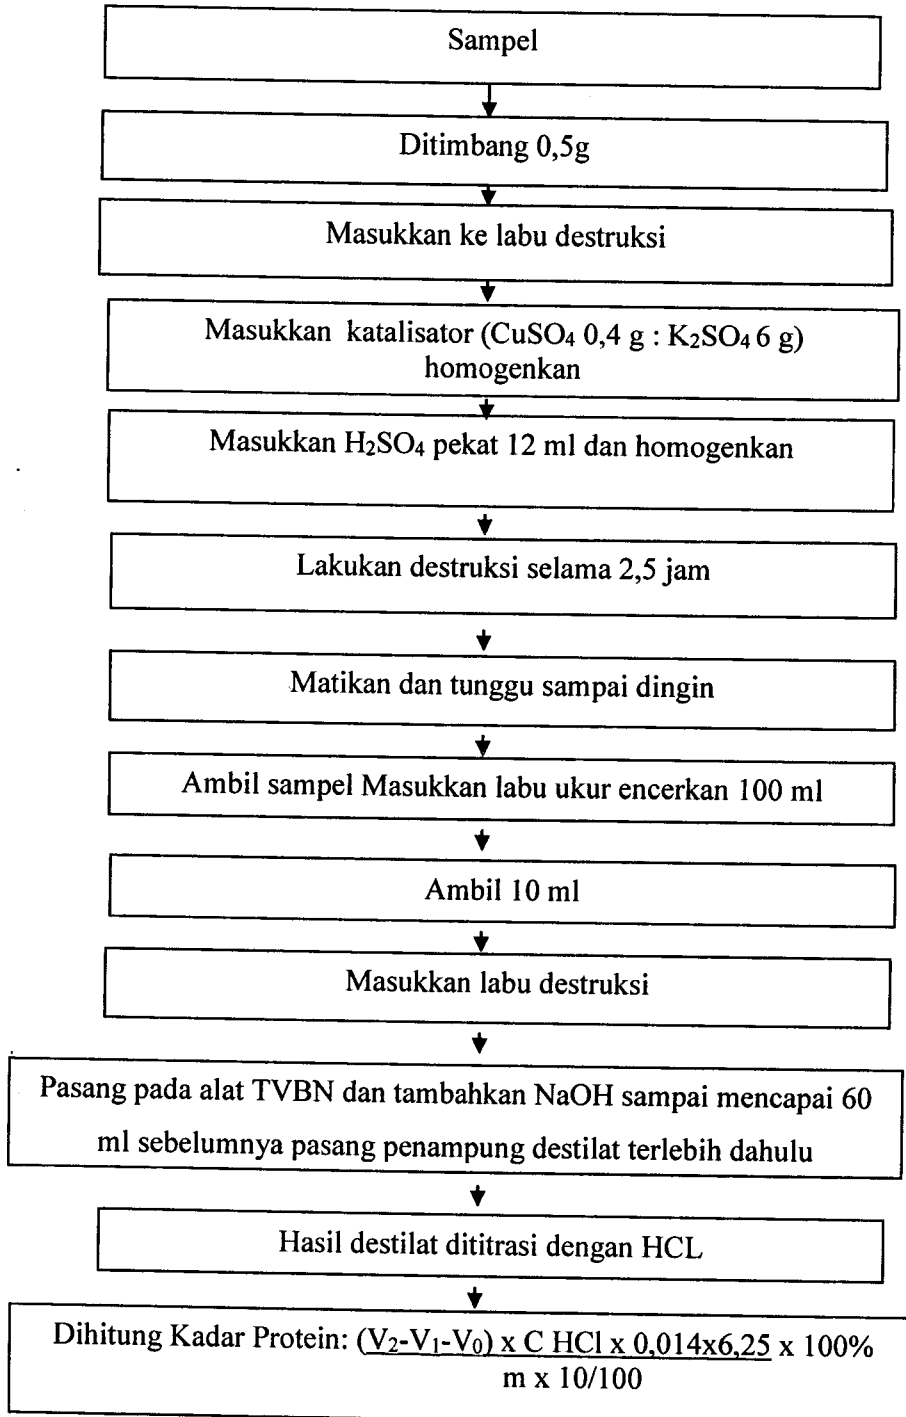 Sampel
Ditimbang 0,5g
Masukkan ke labu destruksi
Masukkan katalisator (CuSO₄ 0,4 g : K₂SO₄ 6 g)
homogenkan
Masukkan H₂SO₄ pekat 12 ml dan homogenkan
Lakukan destruksi selama 2,5 jam
Matikan dan tunggu sampai dingin
Ambil sampel Masukkan labu ukur encerkan 100 ml
Ambil 10 ml
Masukkan labu destruksi
Pasang pada alat TVBN dan tambahkan NaOH sampai mencapai 60
ml sebelumnya pasang penampung destilat terlebih dahulu
Hasil destilat dititrasi dengan HCL
Dihitung Kadar Protein: (V₂-V₁-V₀) x C HCl x 0,014x6,25 x 100%
m x 10/100